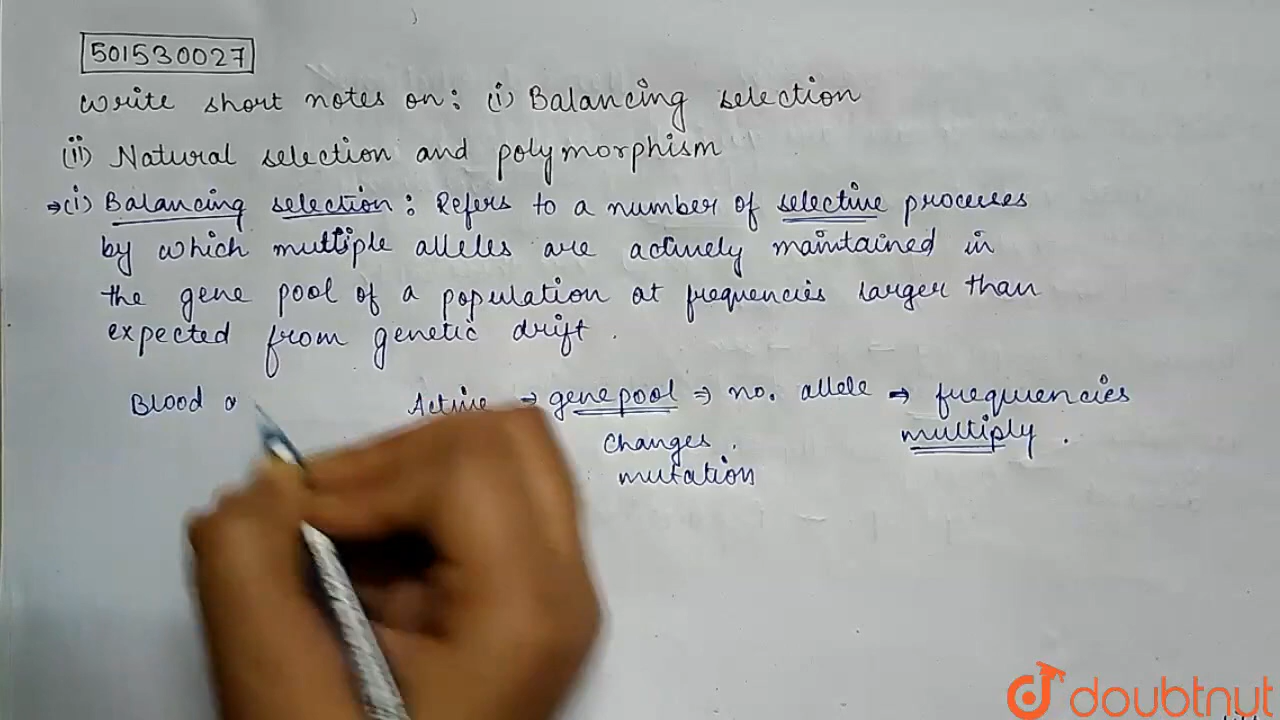 501530027
Write short notes on: (i) Balancing selection
(ii) Natural selection and polymorphism
→(i) Balancing selection: Refers to a number of selective processes
by which multiple alleles are actively maintained in
the gene pool of a population at frequencies larger than
expected from genetic drift.
Blood Active → gene pool ⇒ no. allele → frequencies
changes. multiply.
mutation
doubtnut